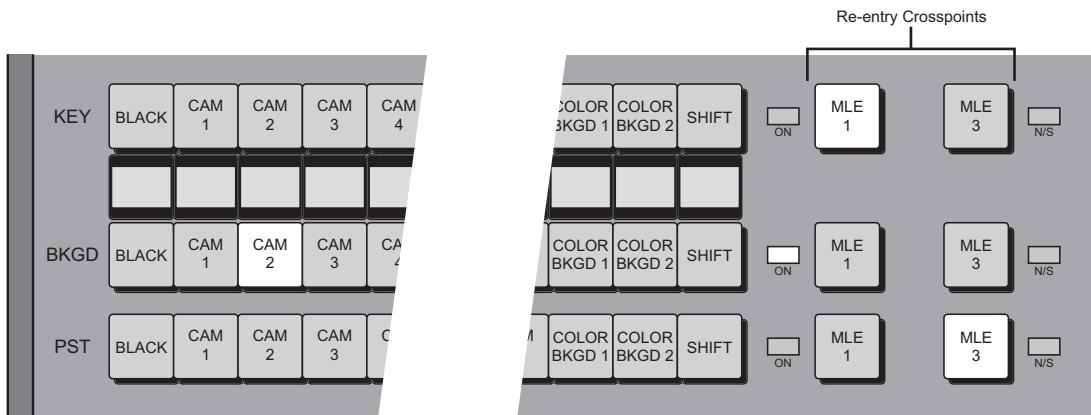 Re-entry Crosspoints
KEY
BLACK
CAM
1
CAM
2
CAM
3
CAM
4
COLOR
BKGD 1
COLOR
BKGD 2
SHIFT
ON
MLE
1
MLE
3
N/S
BKGD
BLACK
CAM
1
CAM
2
CAM
3
COLOR
BKGD 1
COLOR
BKGD 2
SHIFT
ON
MLE
1
MLE
3
N/S
PST
BLACK
CAM
1
CAM
2
CAM
3
COLOR
BKGD 1
COLOR
BKGD 2
SHIFT
ON
MLE
1
MLE
3
N/S